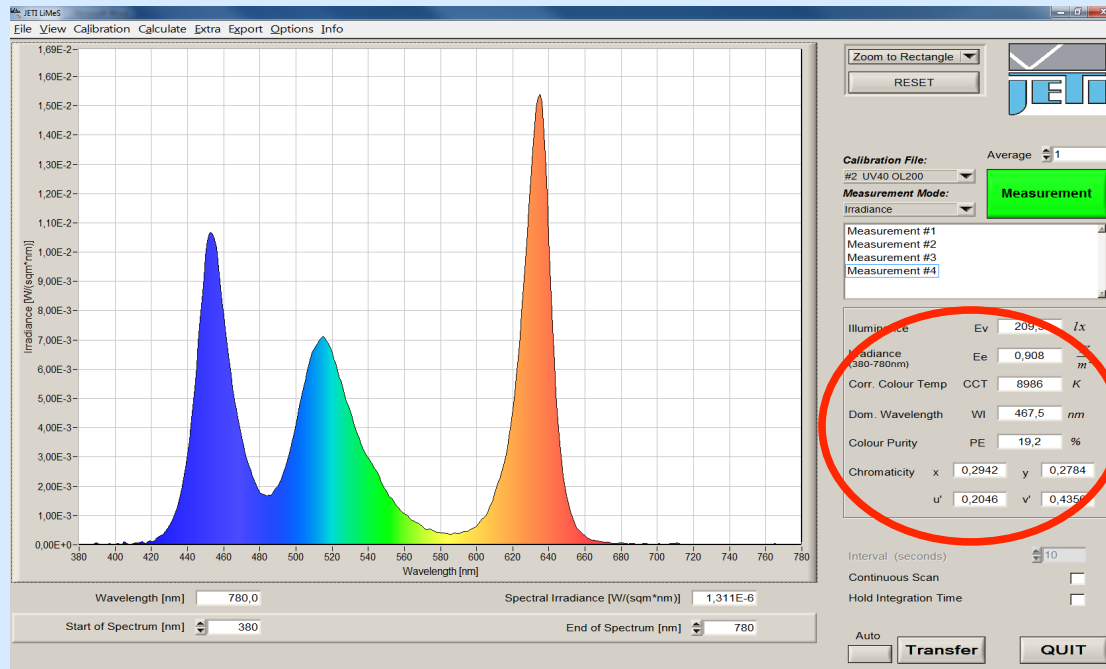 JETI LiMeS
File View Calibration Calculate Extra Export Options Info
1,69E-2
1,60E-2
1,50E-2
1,40E-2
1,30E-2
1,20E-2
1,10E-2
1,00E-2
9,00E-3
8,00E-3
7,00E-3
6,00E-3
5,00E-3
4,00E-3
3,00E-3
2,00E-3
1,00E-3
0,00E+0
Irradiance [W/(sqm*nm)]
380 400 420 440 460 480 500 520 540 560 580 600 620 640 660 680 700 720 740 760 780
Wavelength [nm]
Wavelength [nm] 780,0 Spectral Irradiance [W/(sqm*nm)] 1,311E-6
Start of Spectrum [nm] 380 End of Spectrum [nm] 780
Zoom to Rectangle
RESET
JETI
Average 1
Calibration File:
#2 UV40 OL200
Measurement Mode:
Irradiance
Measurement
Measurement #1
Measurement #2
Measurement #3
Measurement #4
Illuminance Ev lx
Irradiance Ee 0,908
(380-780nm)
Corr. Colour Temp CCT 8986 K
Dom. Wavelength Wl 467,5 nm
Colour Purity PE 19,2 %
Chromaticity x 0,2942 y 0,2784
u' 0,2046 v'
Interval (seconds) 10
Continuous Scan
Hold Integration Time
Auto
Transfer QUIT